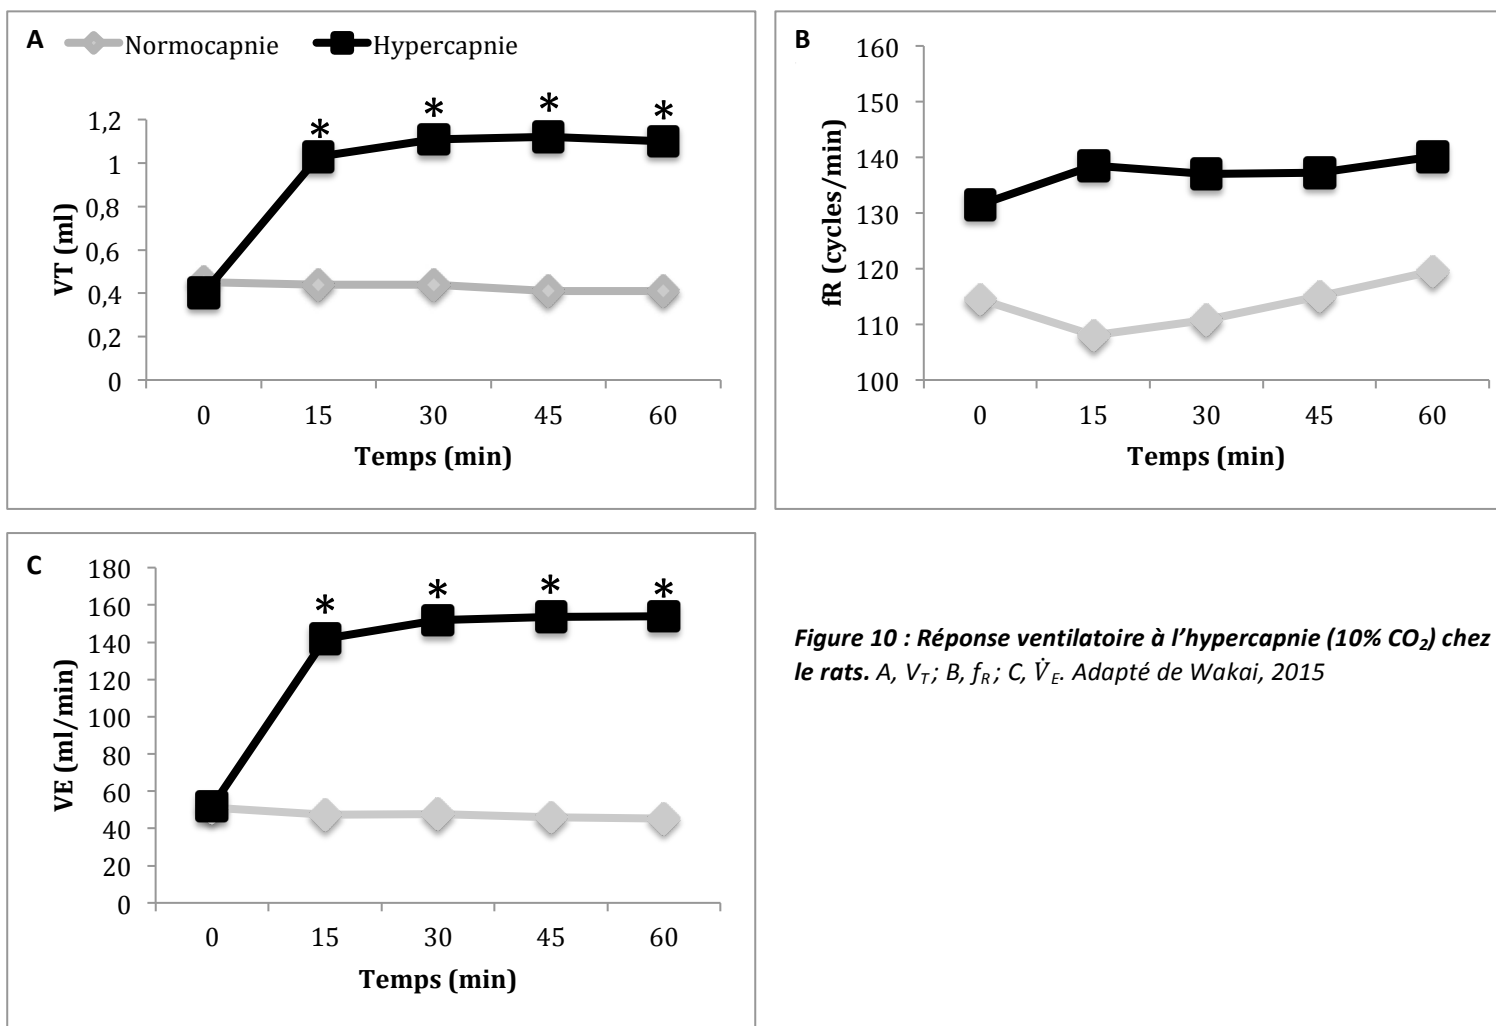 A Normocapnie Hypercapnie
* * * *
1,2
1
0,8
0,6
0,4
0,2
0
VT (ml)
0 15 30 45 60
Temps (min)
B
160
150
140
130
120
110
100
fR (cycles/min)
0 15 30 45 60
Temps (min)
C
* * * *
180
160
140
120
100
80
60
40
20
0
VE (ml/min)
0 15 30 45 60
Temps (min)
Figure 10 : Réponse ventilatoire à l’hypercapnie (10% CO₂) chez
le rats. A, V_T ; B, f_R ; C, V̇_E. Adapté de Wakai, 2015